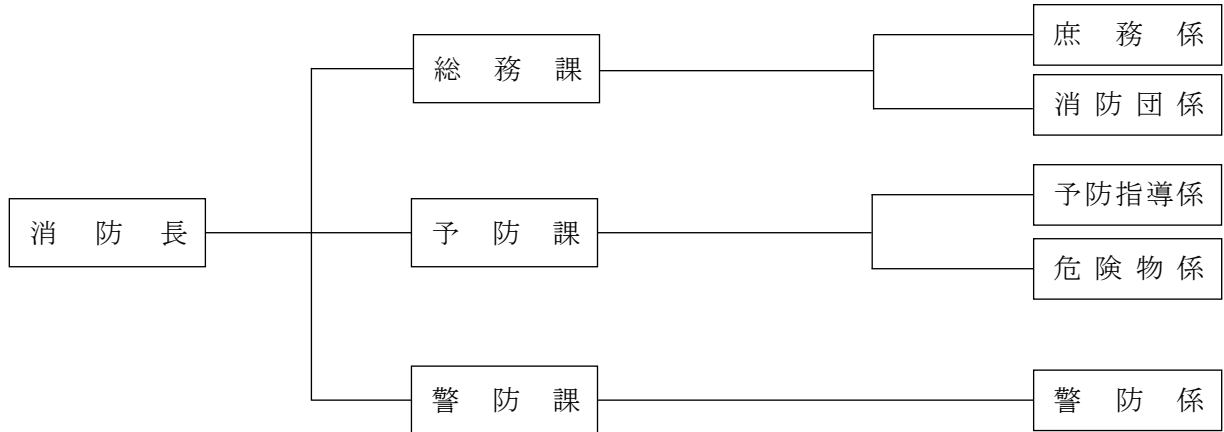 消防長
総務課
庶務係
消防団係
予防課
予防指導係
危険物係
警防課
警防係